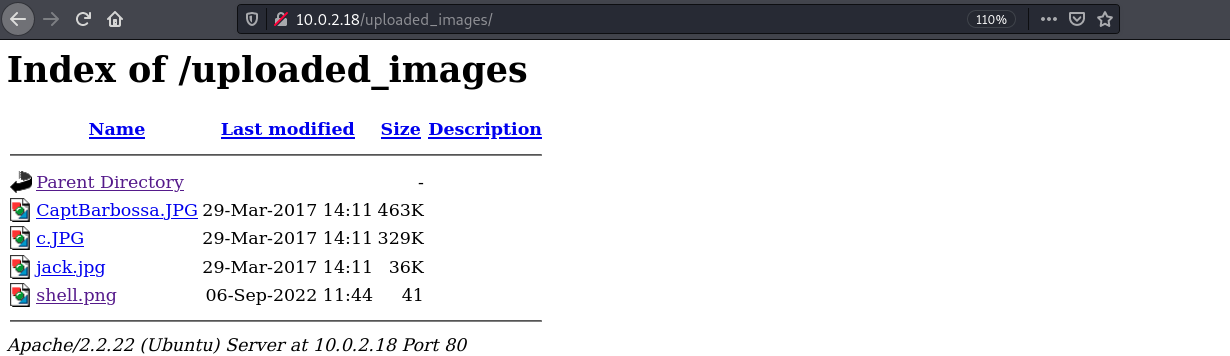 10.0.2.18/uploaded_images/ 110%
Index of /uploaded_images
Name Last modified Size Description
Parent Directory -
CaptBarbossa.JPG 29-Mar-2017 14:11 463K
c.JPG 29-Mar-2017 14:11 329K
jack.jpg 29-Mar-2017 14:11 36K
shell.png 06-Sep-2022 11:44 41
Apache/2.2.22 (Ubuntu) Server at 10.0.2.18 Port 80